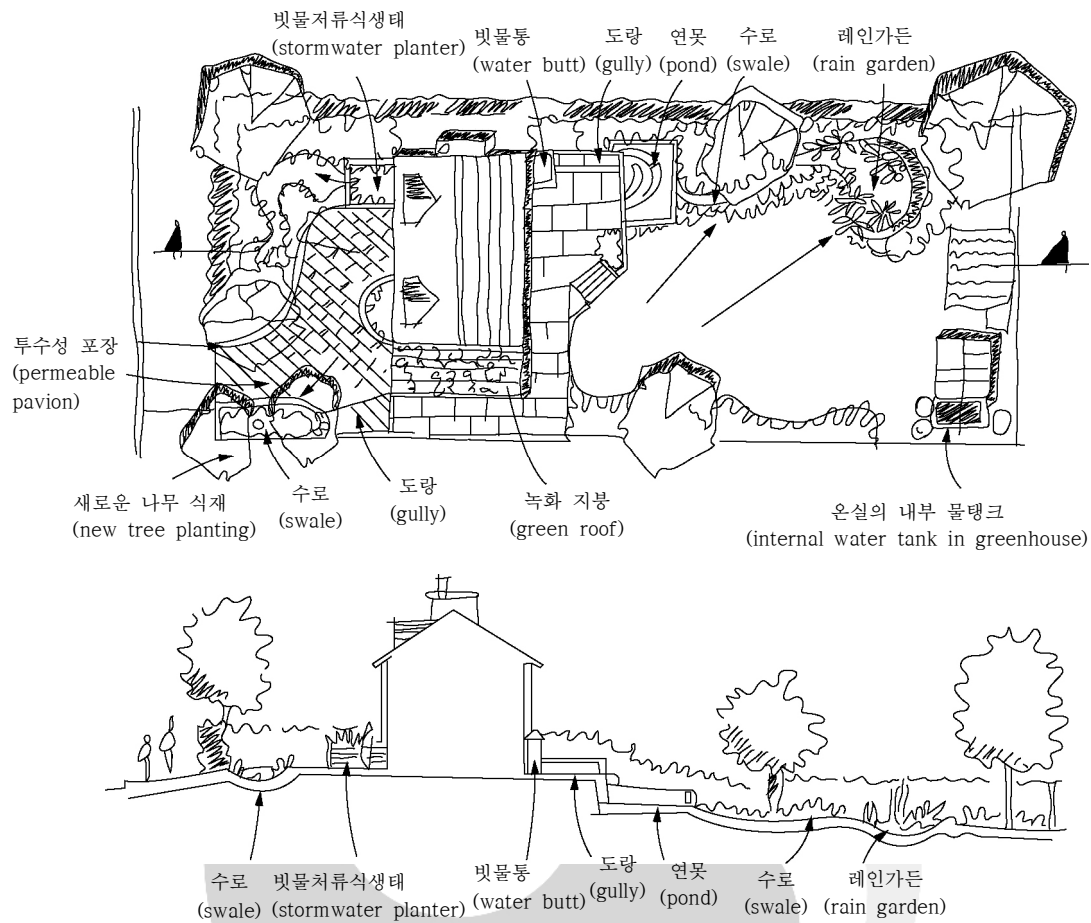 빗물저류식생태
(stormwater planter)
빗물통
(water butt)
도랑
(gully)
연못
(pond)
수로
(swale)
레인가든
(rain garden)
투수성 포장
(permeable
pavion)
새로운 나무 식재
(new tree planting)
수로
(swale)
도랑
(gully)
녹화 지붕
(green roof)
온실의 내부 물탱크
(internal water tank in greenhouse)
수로
(swale)
빗물처류식생태
(stormwater planter)
빗물통
(water butt)
도랑
(gully)
연못
(pond)
수로
(swale)
레인가든
(rain garden)